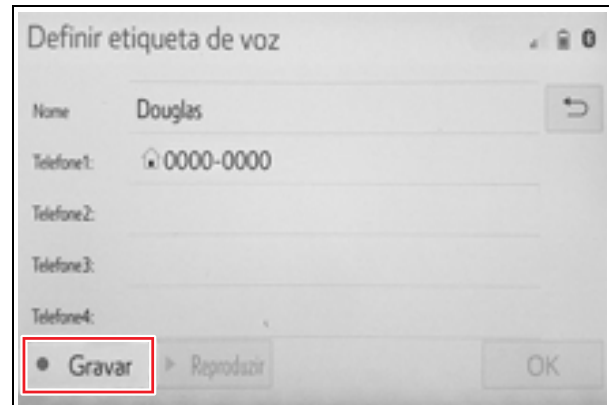 Definir etiqueta de voz
Nome Douglas
Telefone1: 0000-0000
Telefone2:
Telefone3:
Telefone4:
Gravar Reproduzir OK